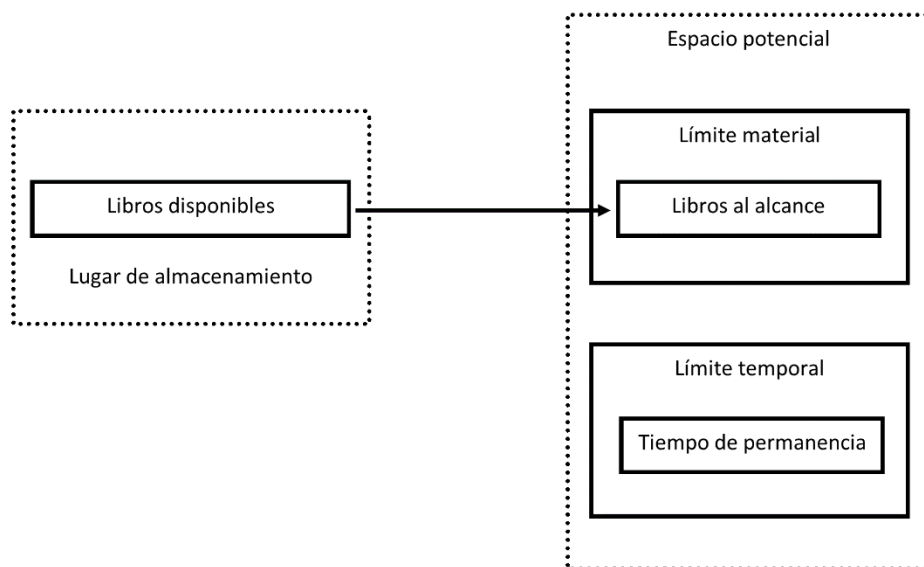 Espacio potencial
Límite material
Libros disponibles
Libros al alcance
Lugar de almacenamiento
Límite temporal
Tiempo de permanencia